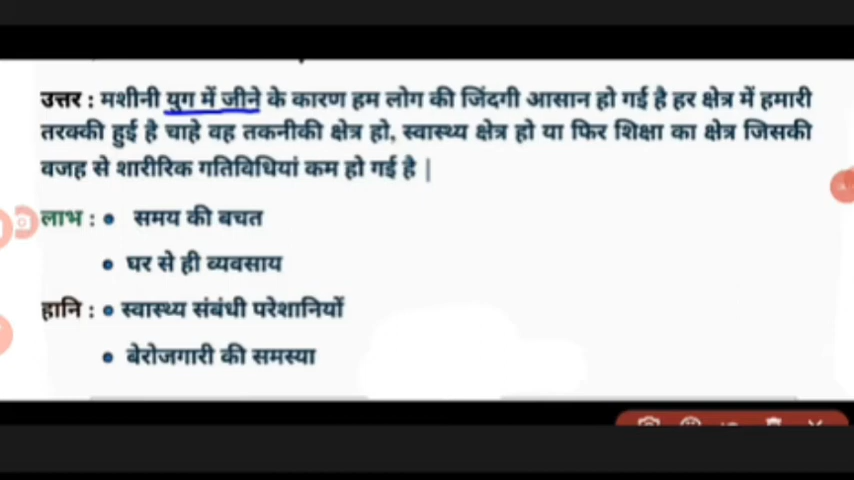 उत्तर : मशीनी युग में जीने के कारण हम लोग की जिंदगी आसान हो गई है हर क्षेत्र में हमारी
तरक्की हुई है चाहे वह तकनीकी क्षेत्र हो, स्वास्थ्य क्षेत्र हो या फिर शिक्षा का क्षेत्र जिसकी
वजह से शारीरिक गतिविधियां कम हो गई है |
लाभ : • समय की बचत
• घर से ही व्यवसाय
हानि : • स्वास्थ्य संबंधी परेशानियों
• बेरोजगारी की समस्या